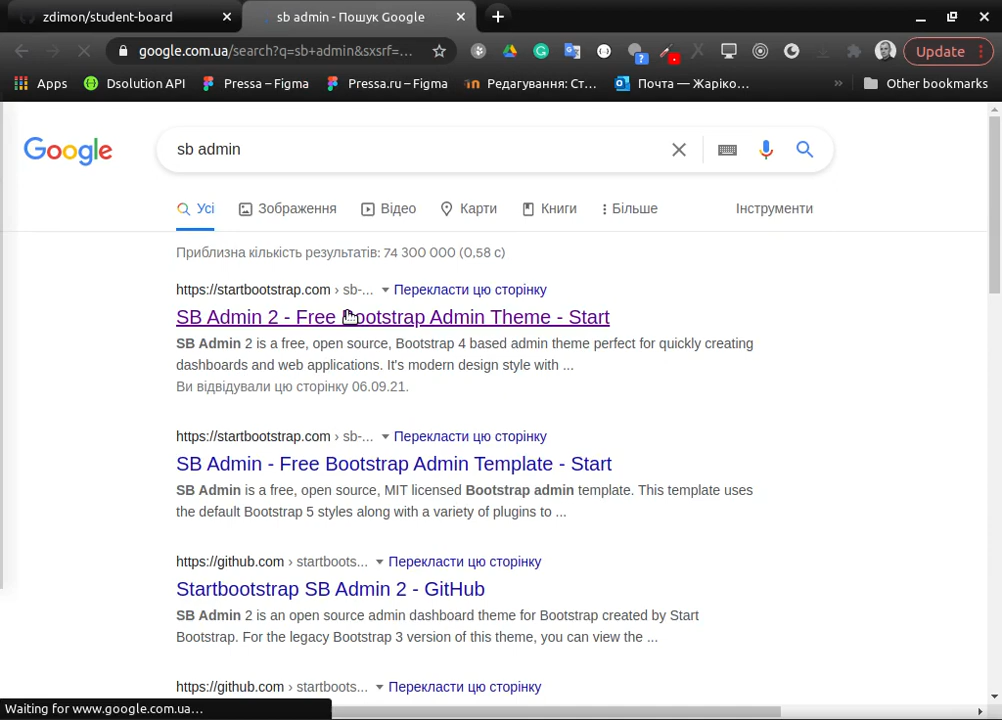 zdimon/student-board
sb admin - Пошук Google
google.com.ua/search?q=sb+admin&sxsrf=...
Update
Apps
Dsolution API
Pressa – Figma
Pressa.ru – Figma
Редагування: Ст...
Почта — Жаріко...
»
Other bookmarks
Google
sb admin
Усі
Зображення
Відео
Карти
Книги
Більше
Інструменти
Приблизна кількість результатів: 74 300 000 (0,58 с)
https://startbootstrap.com › sb-... Перекласти цю сторінку
SB Admin 2 - Free Bootstrap Admin Theme - Start
SB Admin 2 is a free, open source, Bootstrap 4 based admin theme perfect for quickly creating
dashboards and web applications. It's modern design style with ...
Ви відвідували цю сторінку 06.09.21.
https://startbootstrap.com › sb-... Перекласти цю сторінку
SB Admin - Free Bootstrap Admin Template - Start
SB Admin is a free, open source, MIT licensed Bootstrap admin template. This template uses
the default Bootstrap 5 styles along with a variety of plugins to ...
https://github.com › startboots... Перекласти цю сторінку
Startbootstrap SB Admin 2 - GitHub
SB Admin 2 is an open source admin dashboard theme for Bootstrap created by Start
Bootstrap. For the legacy Bootstrap 3 version of this theme, you can view the ...
https://github.com › startboots... Перекласти цю сторінку
Waiting for www.google.com.ua...